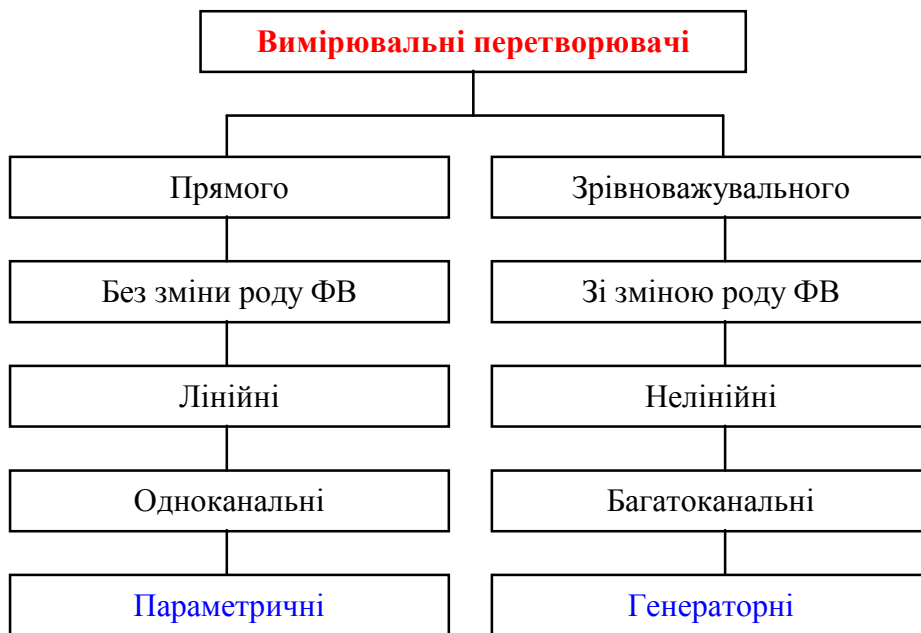 Вимірювальні перетворювачі
Прямого
Зрівноважувального
Без зміни роду ФВ
Зі зміною роду ФВ
Лінійні
Нелінійні
Одноканальні
Багатоканальні
Параметричні
Генераторні